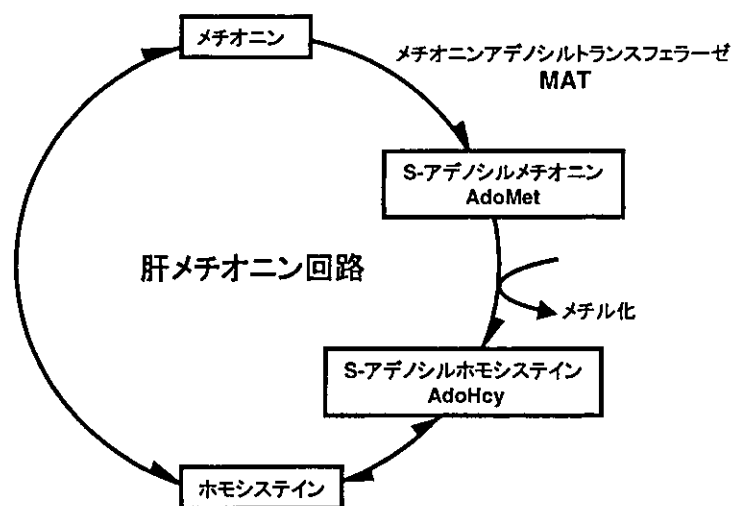 メチオニン
メチオニンアデノシルトランスフェラーゼ
MAT
S-アデノシルメチオニン
AdoMet
肝メチオニン回路
メチル化
S-アデノシルホモシステイン
AdoHcy
ホモシステイン